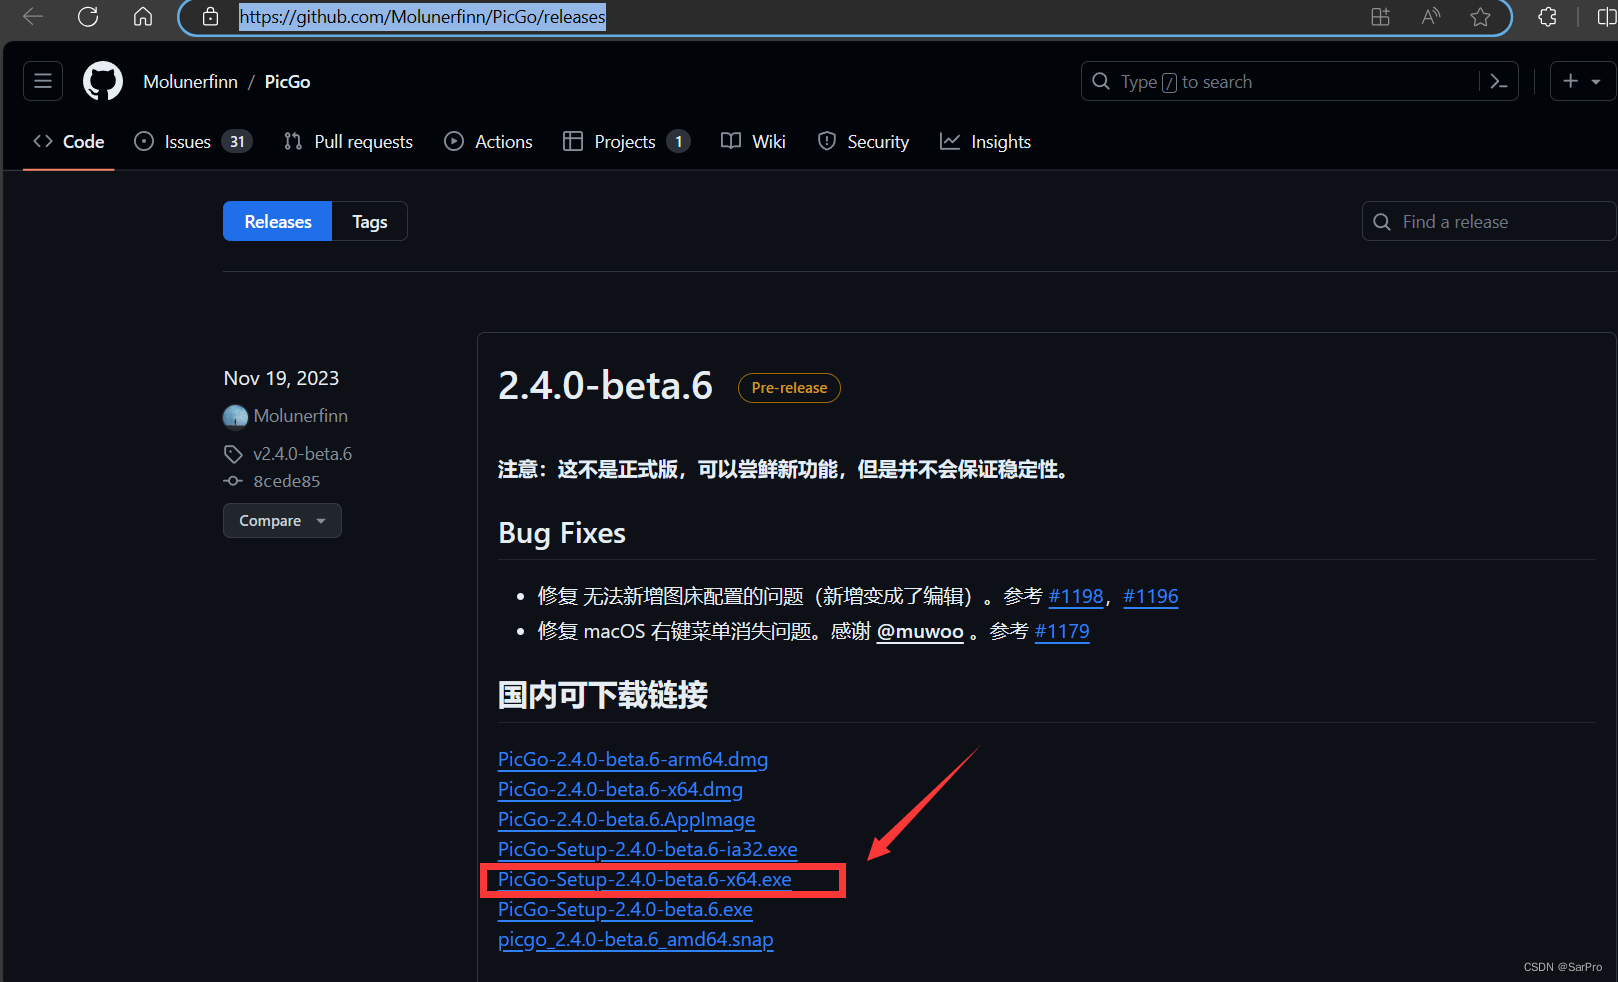 https://github.com/Molunerfinn/PicGo/releases
Molunerfinn / PicGo
Type / to search
Code
Issues 31
Pull requests
Actions
Projects 1
Wiki
Security
Insights
Releases
Tags
Find a release
Nov 19, 2023
Molunerfinn
v2.4.0-beta.6
8cede85
Compare
2.4.0-beta.6 Pre-release
注意：这不是正式版，可以尝鲜新功能，但是并不会保证稳定性。
Bug Fixes
修复 无法新增图床配置的问题（新增变成了编辑）。参考 #1198，#1196
修复 macOS 右键菜单消失问题。感谢 @muwoo 。参考 #1179
国内可下载链接
PicGo-2.4.0-beta.6-arm64.dmg
PicGo-2.4.0-beta.6-x64.dmg
PicGo-2.4.0-beta.6.AppImage
PicGo-Setup-2.4.0-beta.6-ia32.exe
PicGo-Setup-2.4.0-beta.6-x64.exe
PicGo-Setup-2.4.0-beta.6.exe
picgo_2.4.0-beta.6_amd64.snap
CSDN @SarPro